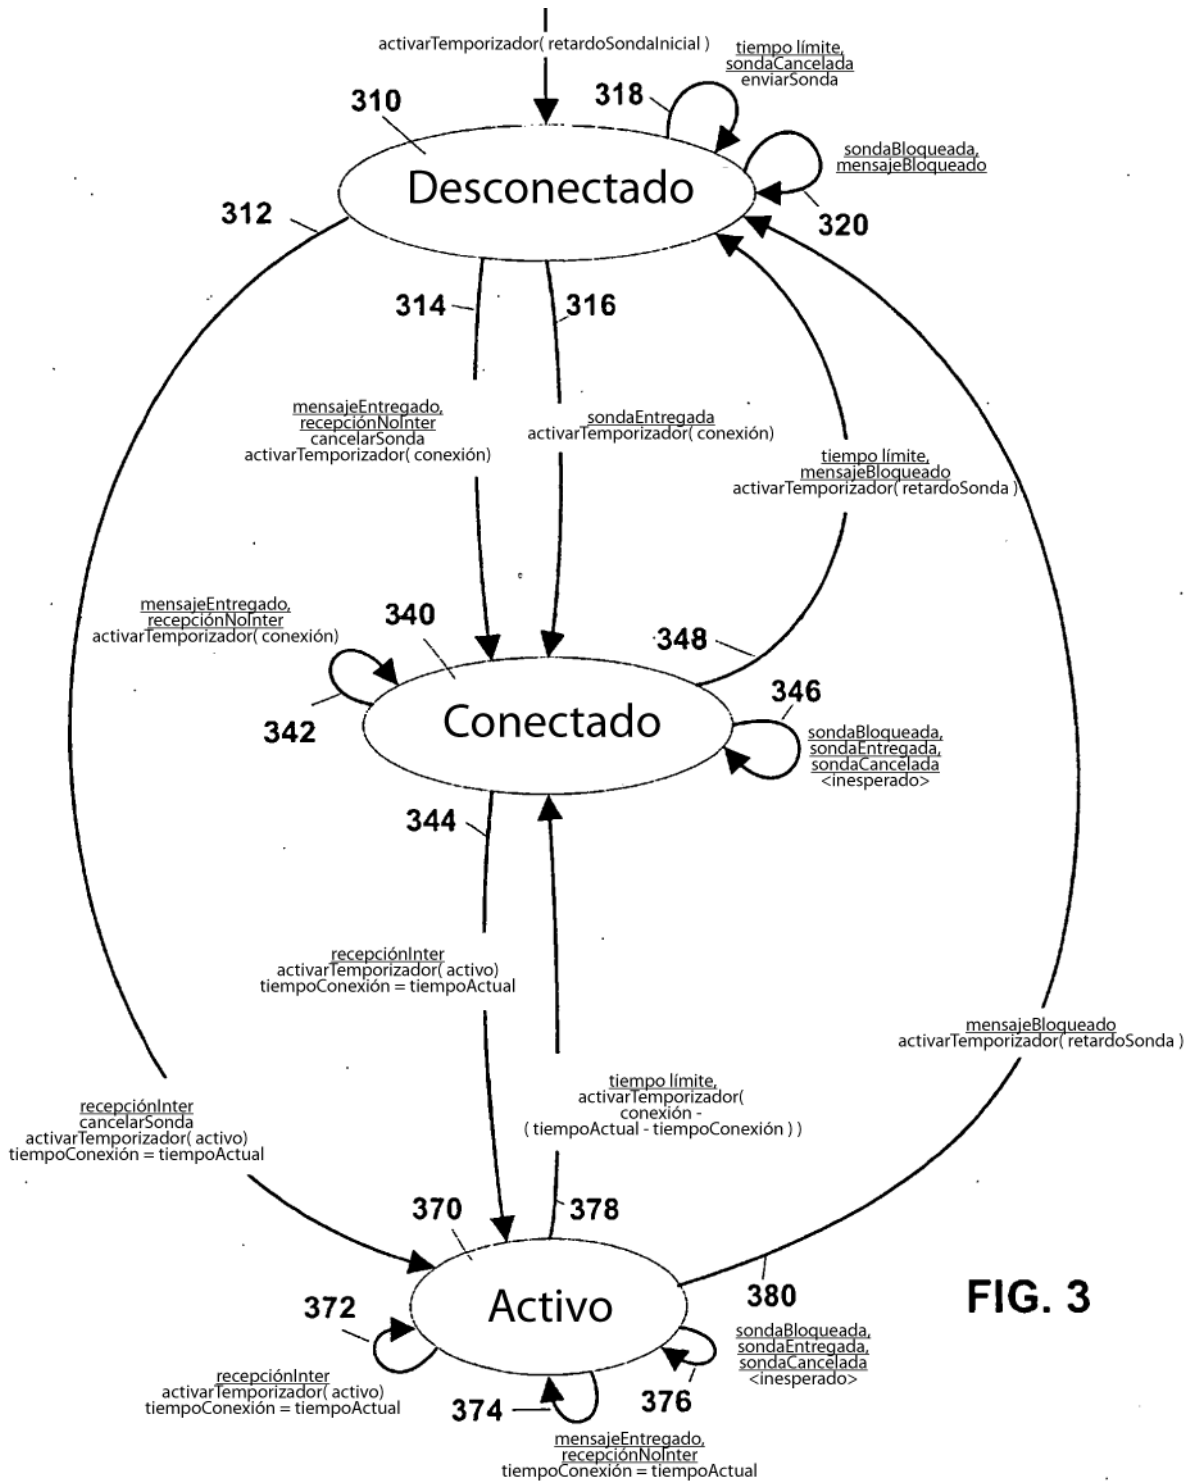 activarTemporizador( retardoSondaInicial )
tiempo límite,
sondaCancelada
enviarSonda
318
310
sondaBloqueada,
mensajeBloqueado
Desconectado
312
320
314
316
mensajeEntregado,
recepciónNoInter
cancelarSonda
activarTemporizador( conexión)
sondaEntregada
activarTemporizador( conexión)
tiempo límite,
mensajeBloqueado
activarTemporizador( retardoSonda )
mensajeEntregado,
recepciónNoInter
activarTemporizador( conexión)
340
348
346
342
Conectado
sondaBloqueada,
sondaEntregada,
sondaCancelada
<inesperado>
344
recepciónInter
activarTemporizador( activo)
tiempoConexión = tiempoActual
mensajeBloqueado
activarTemporizador( retardoSonda )
tiempo límite,
activarTemporizador(
conexión -
( tiempoActual - tiempoConexión ) )
recepciónInter
cancelarSonda
activarTemporizador( activo)
tiempoConexión = tiempoActual
370
378
380
FIG. 3
372
Activo
sondaBloqueada,
sondaEntregada,
sondaCancelada
<inesperado>
recepciónInter
activarTemporizador( activo)
tiempoConexión = tiempoActual
374
376
mensajeEntregado,
recepciónNoInter
tiempoConexión = tiempoActual